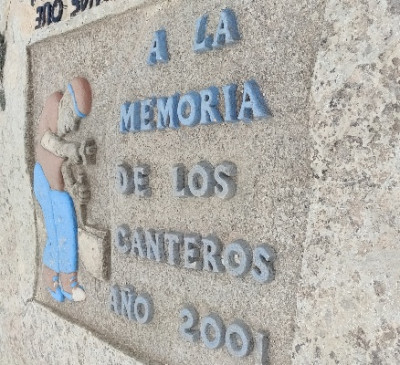 A LA
MEMORIA
DE LOS
CANTEROS
AÑO 2001